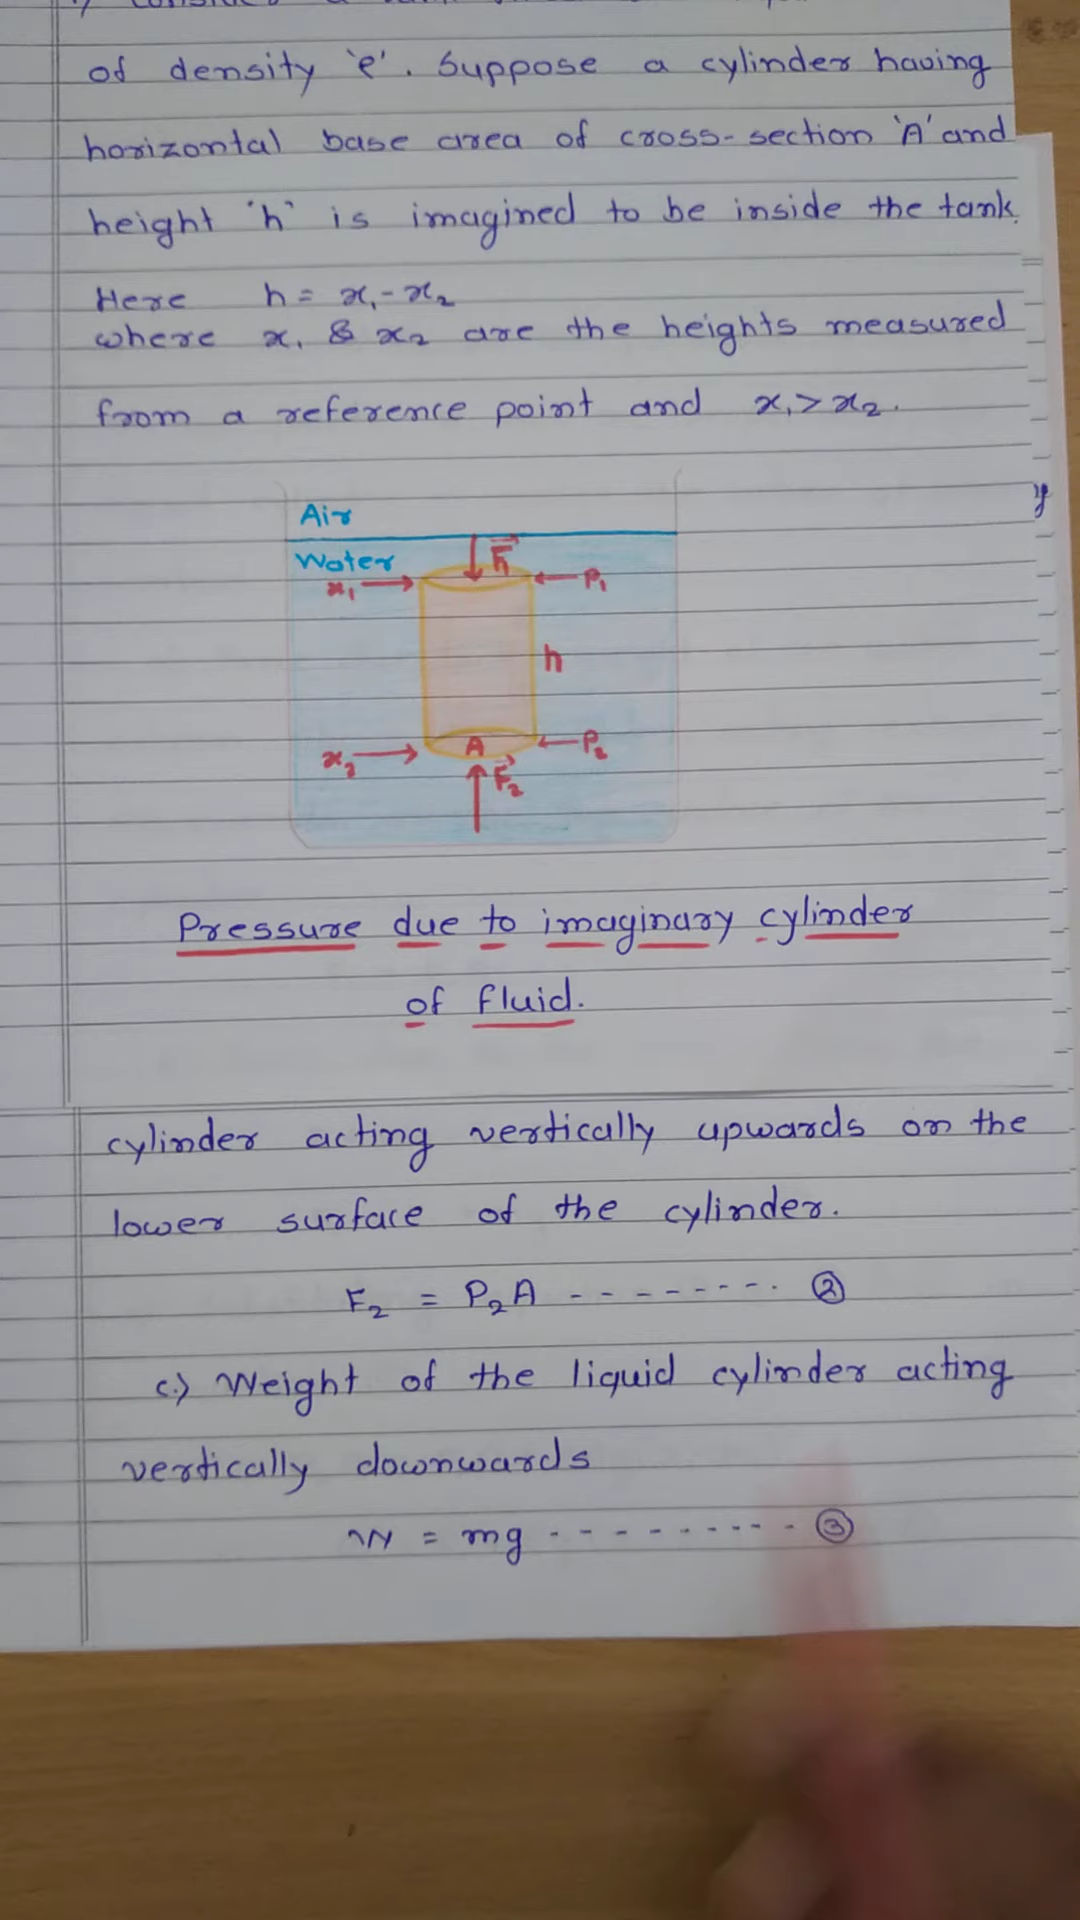 of density 'ρ'. Suppose a cylinder having
horizontal base area of cross-section 'A' and
height 'h' is imagined to be inside the tank.
Here h = x₁ - x₂
where x₁ & x₂ are the heights measured
from a reference point and x₁ > x₂.
Air
Water
F₁
x₁
P₁
h
x₂
A
P₂
F₂
Pressure due to imaginary cylinder
of fluid.
cylinder acting vertically upwards on the
lower surface of the cylinder.
F₂ = P₂A --------- ②
c.) Weight of the liquid cylinder acting
vertically downwards
W = mg ---------- ③